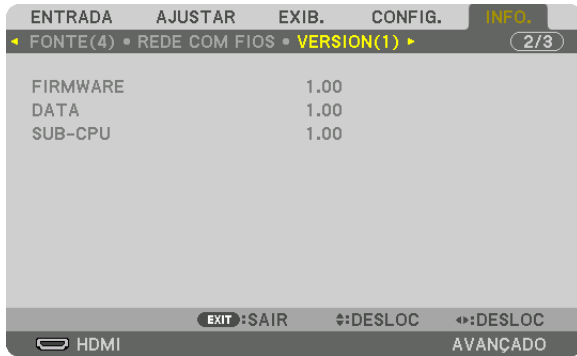 ENTRADA AJUSTAR EXIB. CONFIG. INFO.
◄ FONTE(4) • REDE COM FIOS • VERSION(1) ► 2/3
FIRMWARE 1.00
DATA 1.00
SUB-CPU 1.00
EXIT :SAIR :DESLOC :DESLOC
HDMI AVANÇADO